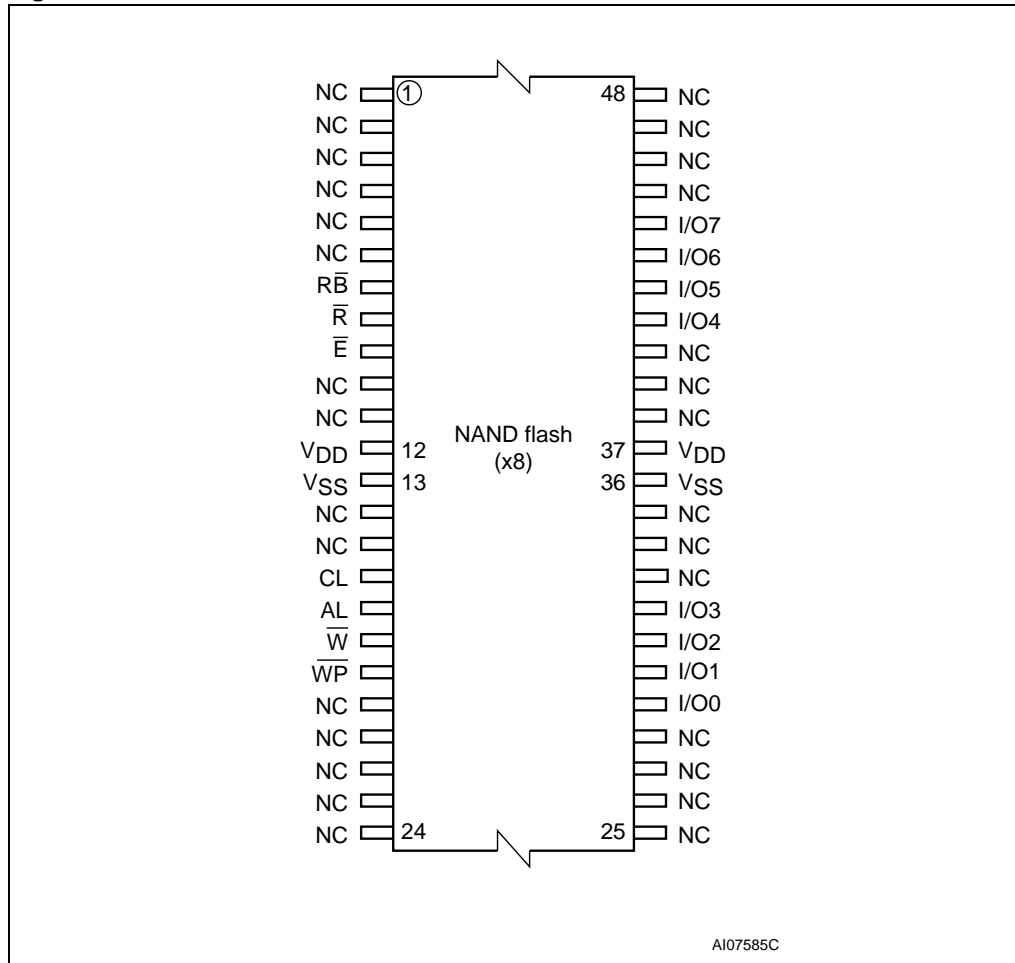 NC 1 48 NC
NC NC
NC NC
NC NC
NC I/O7
NC I/O6
RB̅ I/O5
R̅ I/O4
E̅ NC
NC NC
NC NC
NAND flash
VDD 12 37 VDD
(x8)
VSS 13 36 VSS
NC NC
NC NC
CL NC
AL I/O3
W̅ I/O2
W̅P̅ I/O1
NC I/O0
NC NC
NC NC
NC NC
NC 24 25 NC
AI07585C